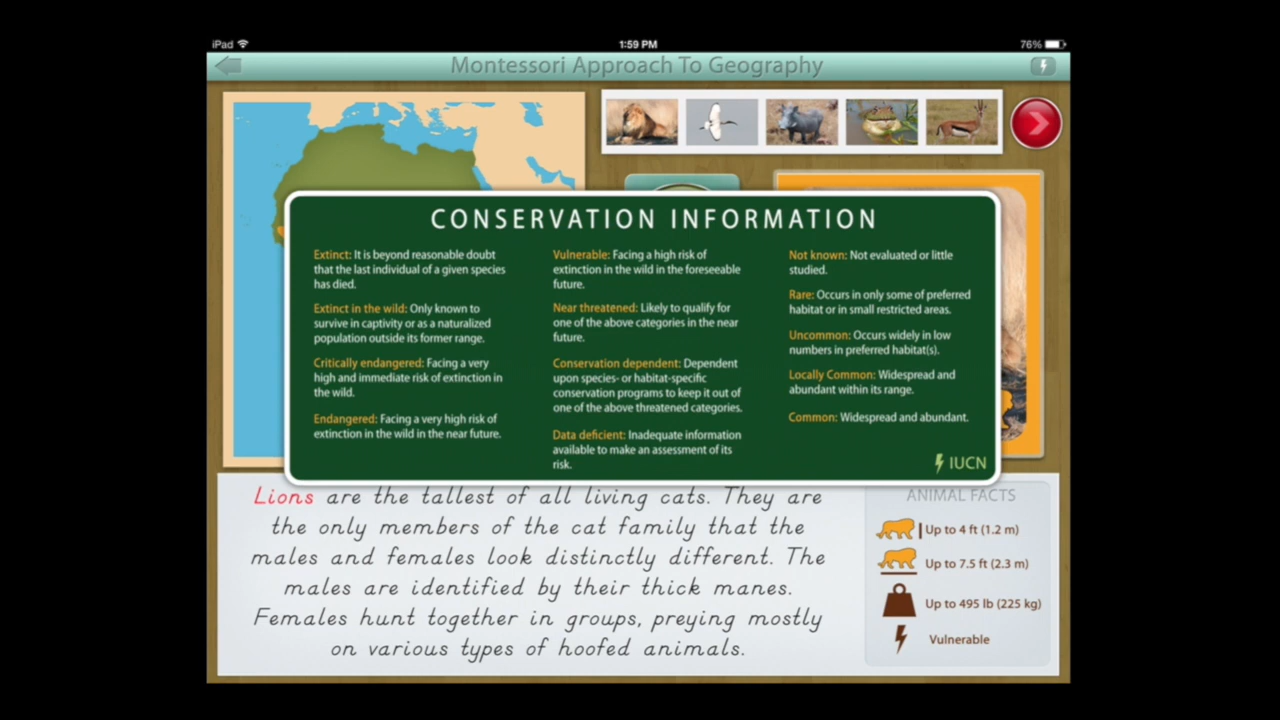 iPad
1:59 PM
76%
Montessori Approach To Geography
CONSERVATION INFORMATION
Extinct: It is beyond reasonable doubt
that the last individual of a given species
has died.
Extinct in the wild: Only known to
survive in captivity or as a naturalized
population outside its former range.
Critically endangered: Facing a very
high and immediate risk of extinction in
the wild.
Endangered: Facing a very high risk of
extinction in the wild in the near future.
Vulnerable: Facing a high risk of
extinction in the wild in the foreseeable
future.
Near threatened: Likely to qualify for
one of the above categories in the near
future.
Conservation dependent: Dependent
upon species- or habitat-specific
conservation programs to keep it out of
one of the above threatened categories.
Data deficient: Inadequate information
available to make an assessment of its
risk.
Not known: Not evaluated or little
studied.
Rare: Occurs in only some of preferred
habitat or in small restricted areas.
Uncommon: Occurs widely in low
numbers in preferred habitat(s).
Locally Common: Widespread and
abundant within its range.
Common: Widespread and abundant.
IUCN
Lions are the tallest of all living cats. They are
the only members of the cat family that the
males and females look distinctly different. The
males are identified by their thick manes.
Females hunt together in groups, preying mostly
on various types of hoofed animals.
ANIMAL FACTS
Up to 4 ft (1.2 m)
Up to 7.5 ft (2.3 m)
Up to 495 lb (225 kg)
Vulnerable